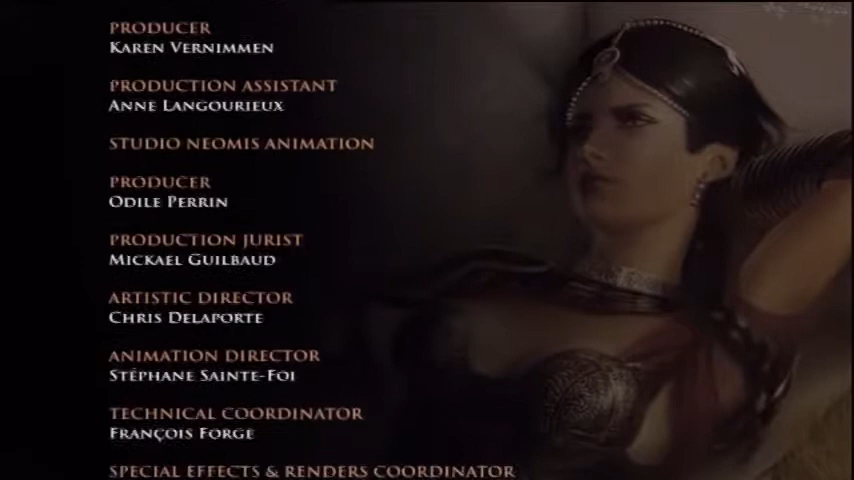 PRODUCER
KAREN VERNIMMEN
PRODUCTION ASSISTANT
ANNE LANGOURIEUX
STUDIO NEOMIS ANIMATION
PRODUCER
ODILE PERRIN
PRODUCTION JURIST
MICKAEL GUILBAUD
ARTISTIC DIRECTOR
CHRIS DELAPORTE
ANIMATION DIRECTOR
STÉPHANE SAINTE-FOI
TECHNICAL COORDINATOR
FRANÇOIS FORGE
SPECIAL EFFECTS & RENDERS COORDINATOR